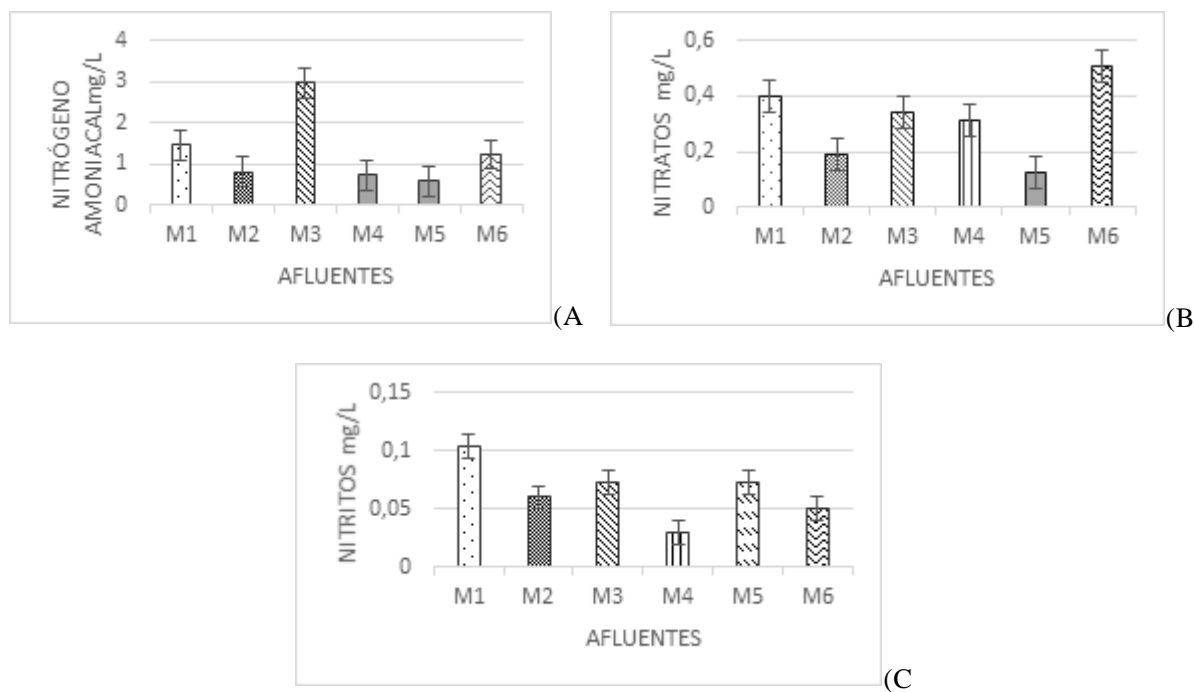 NITRÓGENO
AMONIACALmg/L
4
3
2
1
0
M1 M2 M3 M4 M5 M6
AFLUENTES
(A
NITRATOS mg/L
0,6
0,4
0,2
0
M1 M2 M3 M4 M5 M6
AFLUENTES
(B
NITRITOS mg/L
0,15
0,1
0,05
0
M1 M2 M3 M4 M5 M6
AFLUENTES
(C